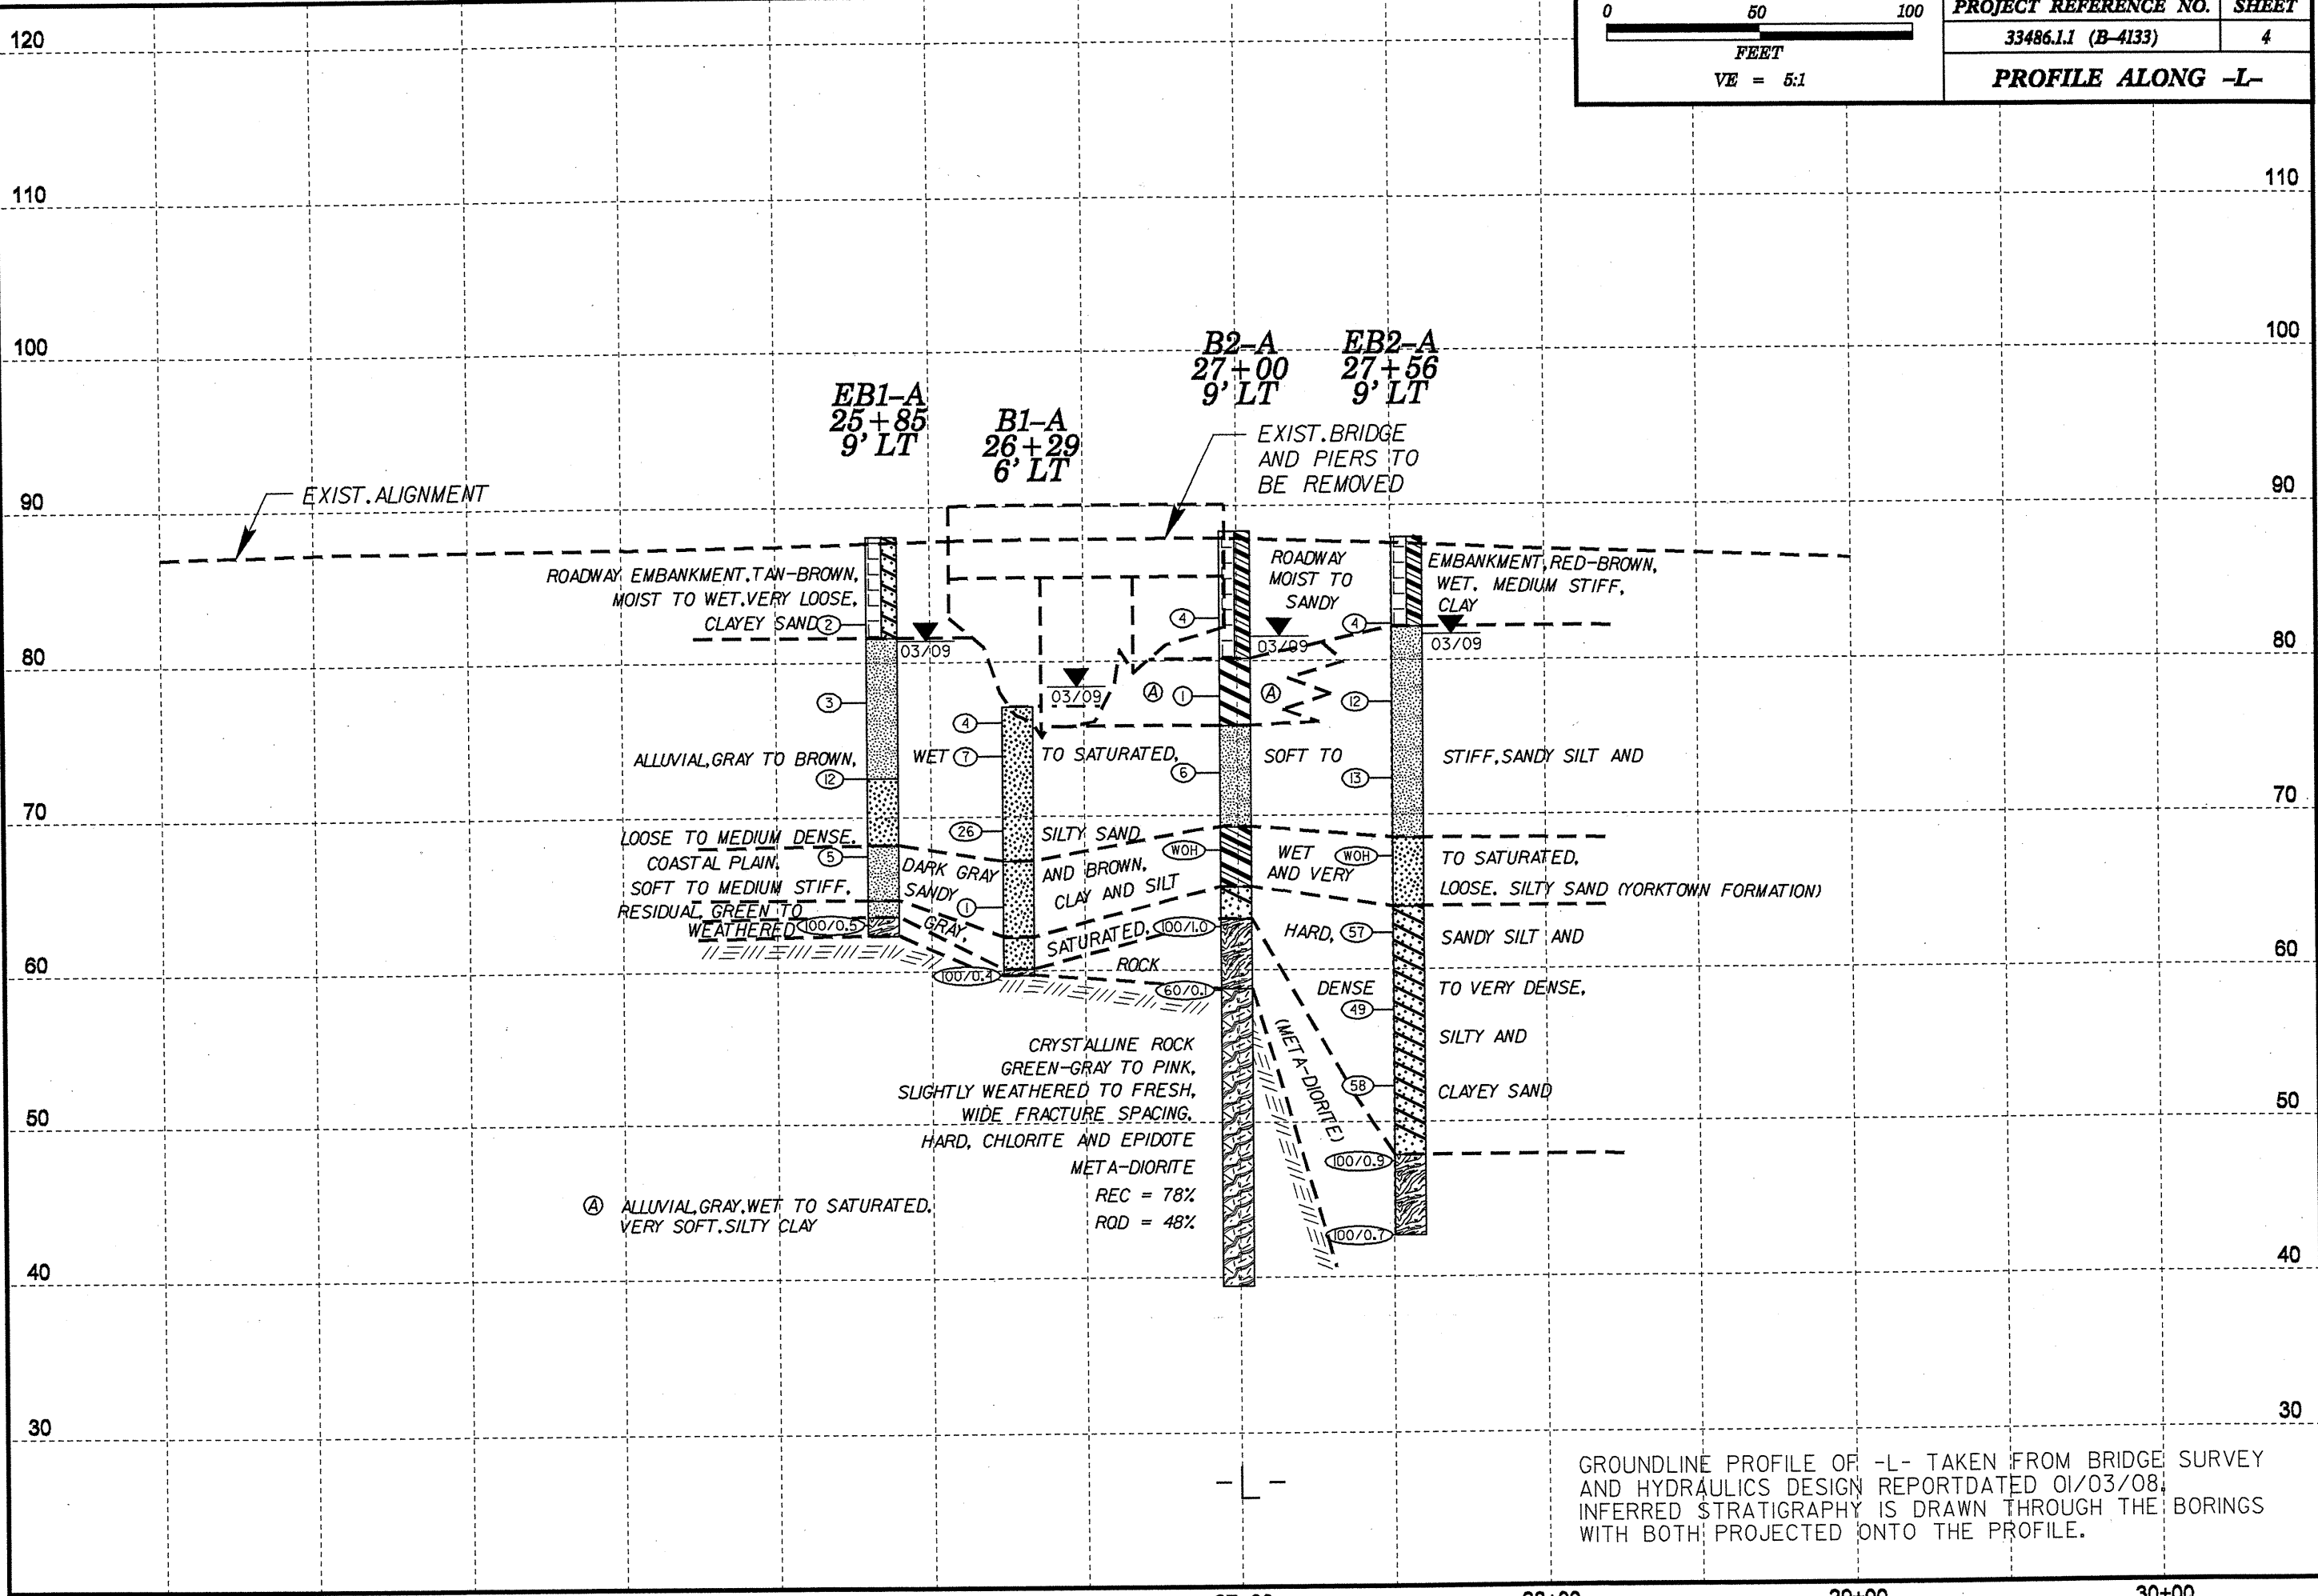 0 50 100
FEET
VE = 5:1
PROJECT REFERENCE NO. SHEET
33486.1.1 (B-4133) 4
PROFILE ALONG -L-
120
110 110
100 100
90 90
80 80
70 70
60 60
50 50
40 40
30 30
EB1-A
25+85
9' LT
B1-A
26+29
6' LT
B2-A
27+00
9' LT
EB2-A
27+56
9' LT
EXIST. ALIGNMENT
EXIST. BRIDGE
AND PIERS TO
BE REMOVED
ROADWAY EMBANKMENT, TAN-BROWN,
MOIST TO WET, VERY LOOSE,
CLAYEY SAND
2
03/09
3
12
5
100/0.5
03/09
4
7
26
1
100/0.4
ROADWAY
MOIST TO
SANDY
EMBANKMENT, RED-BROWN,
WET, MEDIUM STIFF,
CLAY
4
03/09
A 1 A
6
WOH
100/1.0
60/0.1
4
03/09
12
13
WOH
57
49
58
100/0.9
100/0.7
ALLUVIAL, GRAY TO BROWN, WET TO SATURATED, SOFT TO STIFF, SANDY SILT AND
LOOSE TO MEDIUM DENSE, SILTY SAND
COASTAL PLAIN, DARK GRAY AND BROWN, WET TO SATURATED,
SOFT TO MEDIUM STIFF, SANDY CLAY AND SILT AND VERY LOOSE, SILTY SAND (YORKTOWN FORMATION)
RESIDUAL, GREEN TO GRAY, SATURATED, HARD, SANDY SILT AND
DENSE TO VERY DENSE,
SILTY AND
CLAYEY SAND
WEATHERED ROCK (META-DIORITE)
CRYSTALLINE ROCK
GREEN-GRAY TO PINK,
SLIGHTLY WEATHERED TO FRESH,
WIDE FRACTURE SPACING,
HARD, CHLORITE AND EPIDOTE
META-DIORITE
REC = 78%
RQD = 48%
A ALLUVIAL, GRAY, WET TO SATURATED,
VERY SOFT, SILTY CLAY
-L-
GROUNDLINE PROFILE OF -L- TAKEN FROM BRIDGE SURVEY
AND HYDRAULICS DESIGN REPORTDATED 01/03/08.
INFERRED STRATIGRAPHY IS DRAWN THROUGH THE BORINGS
WITH BOTH PROJECTED ONTO THE PROFILE.
30+00